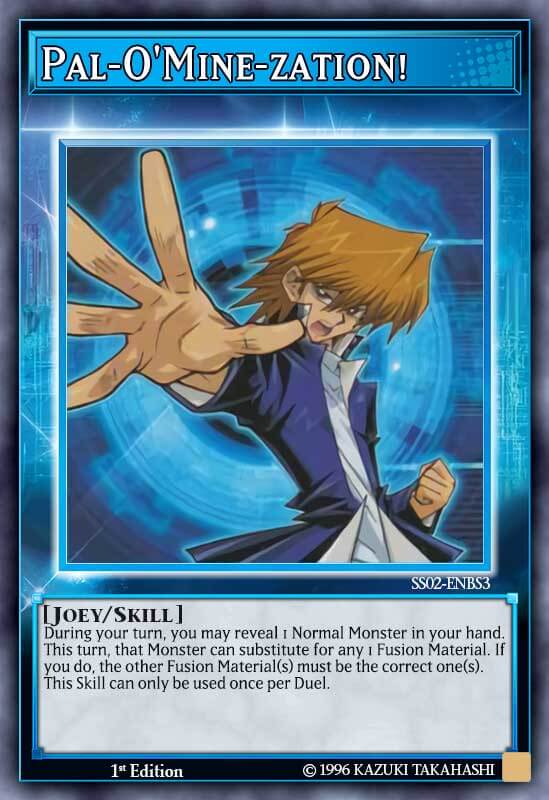 Pal-O'Mine-zation!
SS02-ENBS3
[Joey/Skill]
During your turn, you may reveal 1 Normal Monster in your hand.
This turn, that Monster can substitute for any 1 Fusion Material. If
you do, the other Fusion Material(s) must be the correct one(s).
This Skill can only be used once per Duel.
1st Edition
© 1996 KAZUKI TAKAHASHI